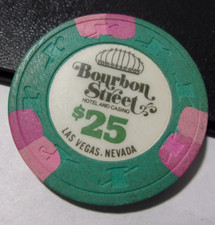 Bourbon
Street
HOTEL AND CASINO
$25
LAS VEGAS, NEVADA